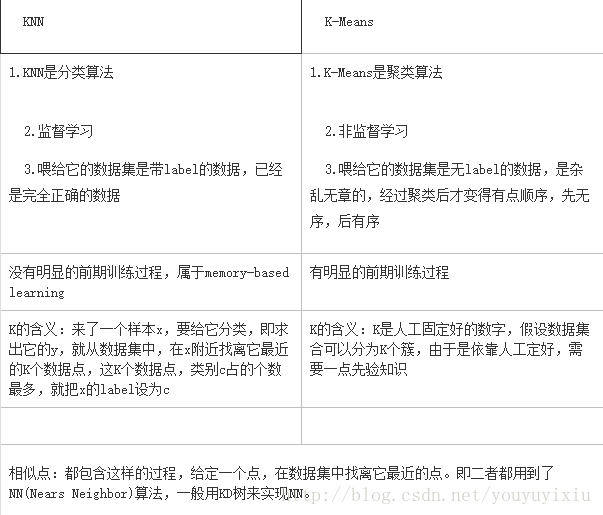 KNN
K-Means
1.KNN是分类算法
2.监督学习
3.喂给它的数据集是带label的数据，已经
是完全正确的数据
1.K-Means是聚类算法
2.非监督学习
3.喂给它的数据集是无label的数据，是杂
乱无章的，经过聚类后才变得有点顺序，先无
序，后有序
没有明显的前期训练过程，属于memory-based
learning
有明显的前期训练过程
K的含义：来了一个样本x，要给它分类，即求
出它的y，就从数据集中，在x附近找离它最近
的K个数据点，这K个数据点，类别c占的个数
最多，就把x的label设为c
K的含义：K是人工固定好的数字，假设数据集
合可以分为K个簇，由于是依靠人工定好，需
要一点先验知识
相似点：都包含这样的过程，给定一个点，在数据集中找离它最近的点。即二者都用到了
NN(Nears Neighbor)算法，一般用KD树来实现NN。
http://blog.csdn.net/youyuyixiu